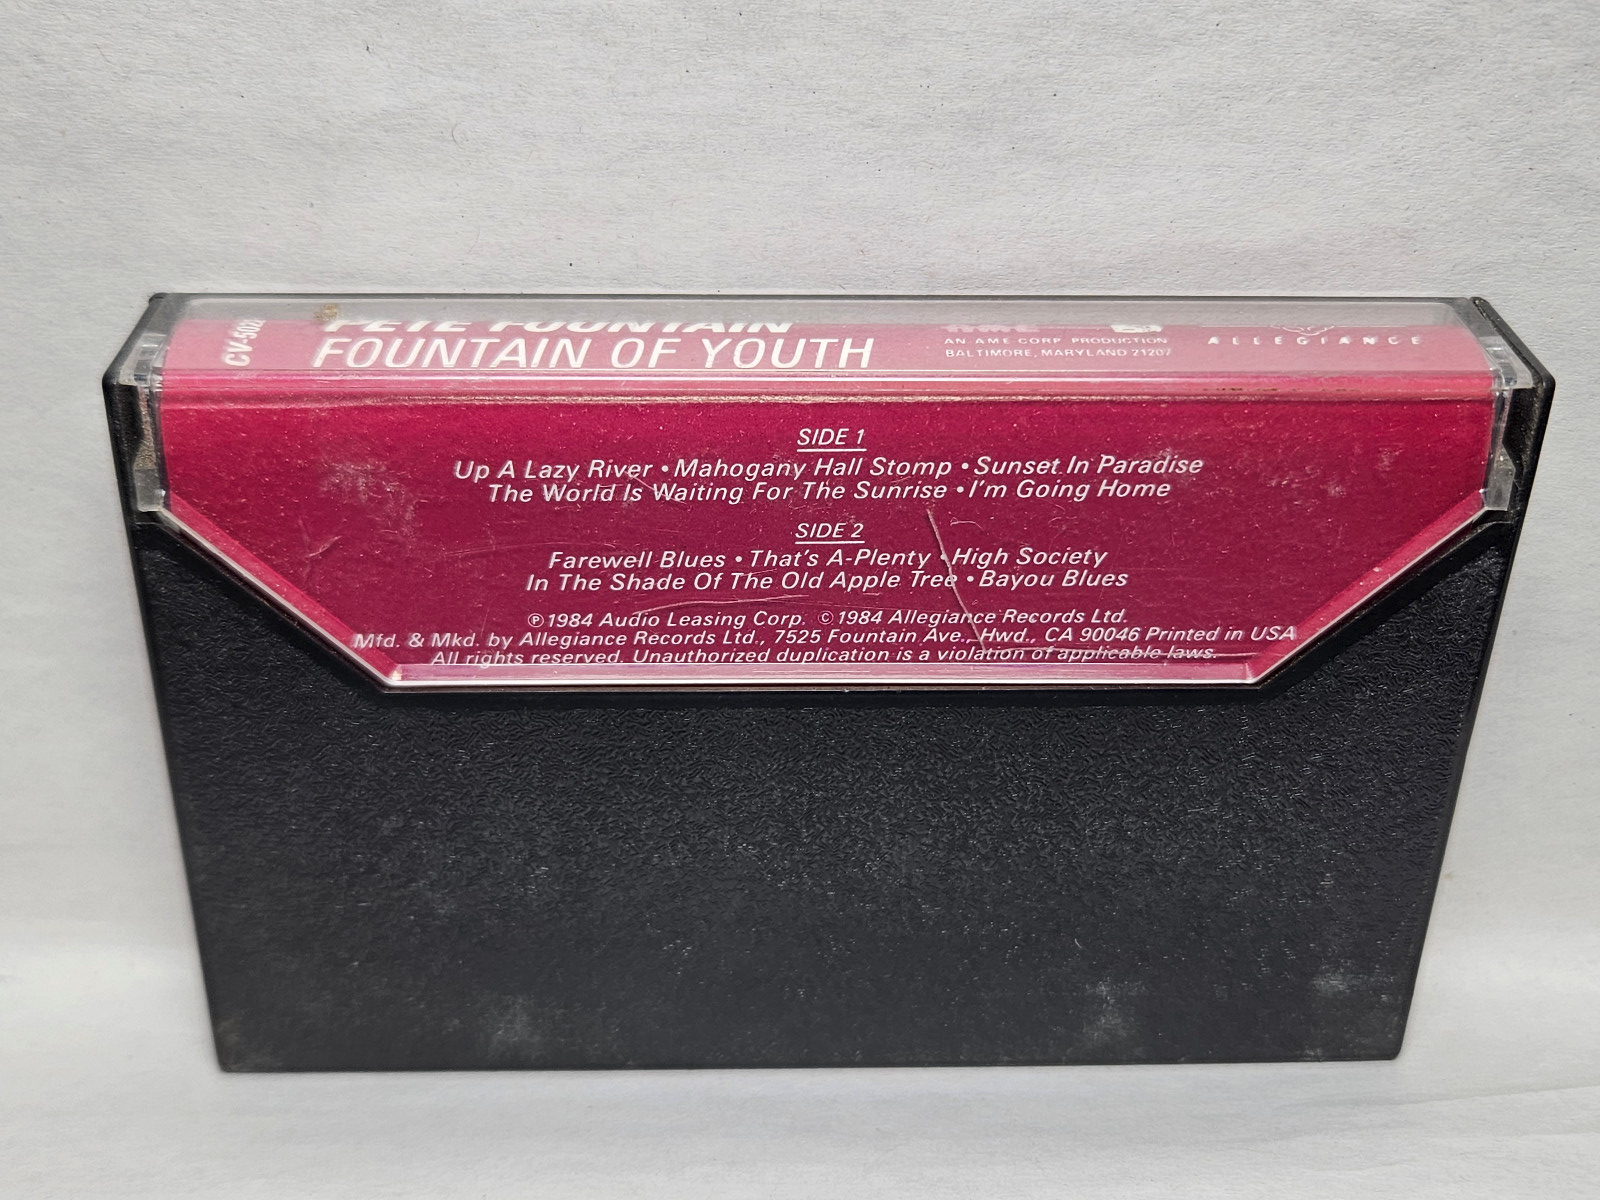 PETE FOUNTAIN
FOUNTAIN OF YOUTH
AN AME CORP PRODUCTION
BALTIMORE, MARYLAND 21207
ALLEGIANCE
SIDE 1
Up A Lazy River • Mahogany Hall Stomp • Sunset In Paradise
The World Is Waiting For The Sunrise • I'm Going Home
SIDE 2
Farewell Blues • That's A-Plenty • High Society
In The Shade Of The Old Apple Tree • Bayou Blues
℗1984 Audio Leasing Corp. ©1984 Allegiance Records Ltd.
Mfd. & Mkd. by Allegiance Records Ltd., 7525 Fountain Ave., Hwd., CA 90046 Printed in USA
All rights reserved. Unauthorized duplication is a violation of applicable laws.